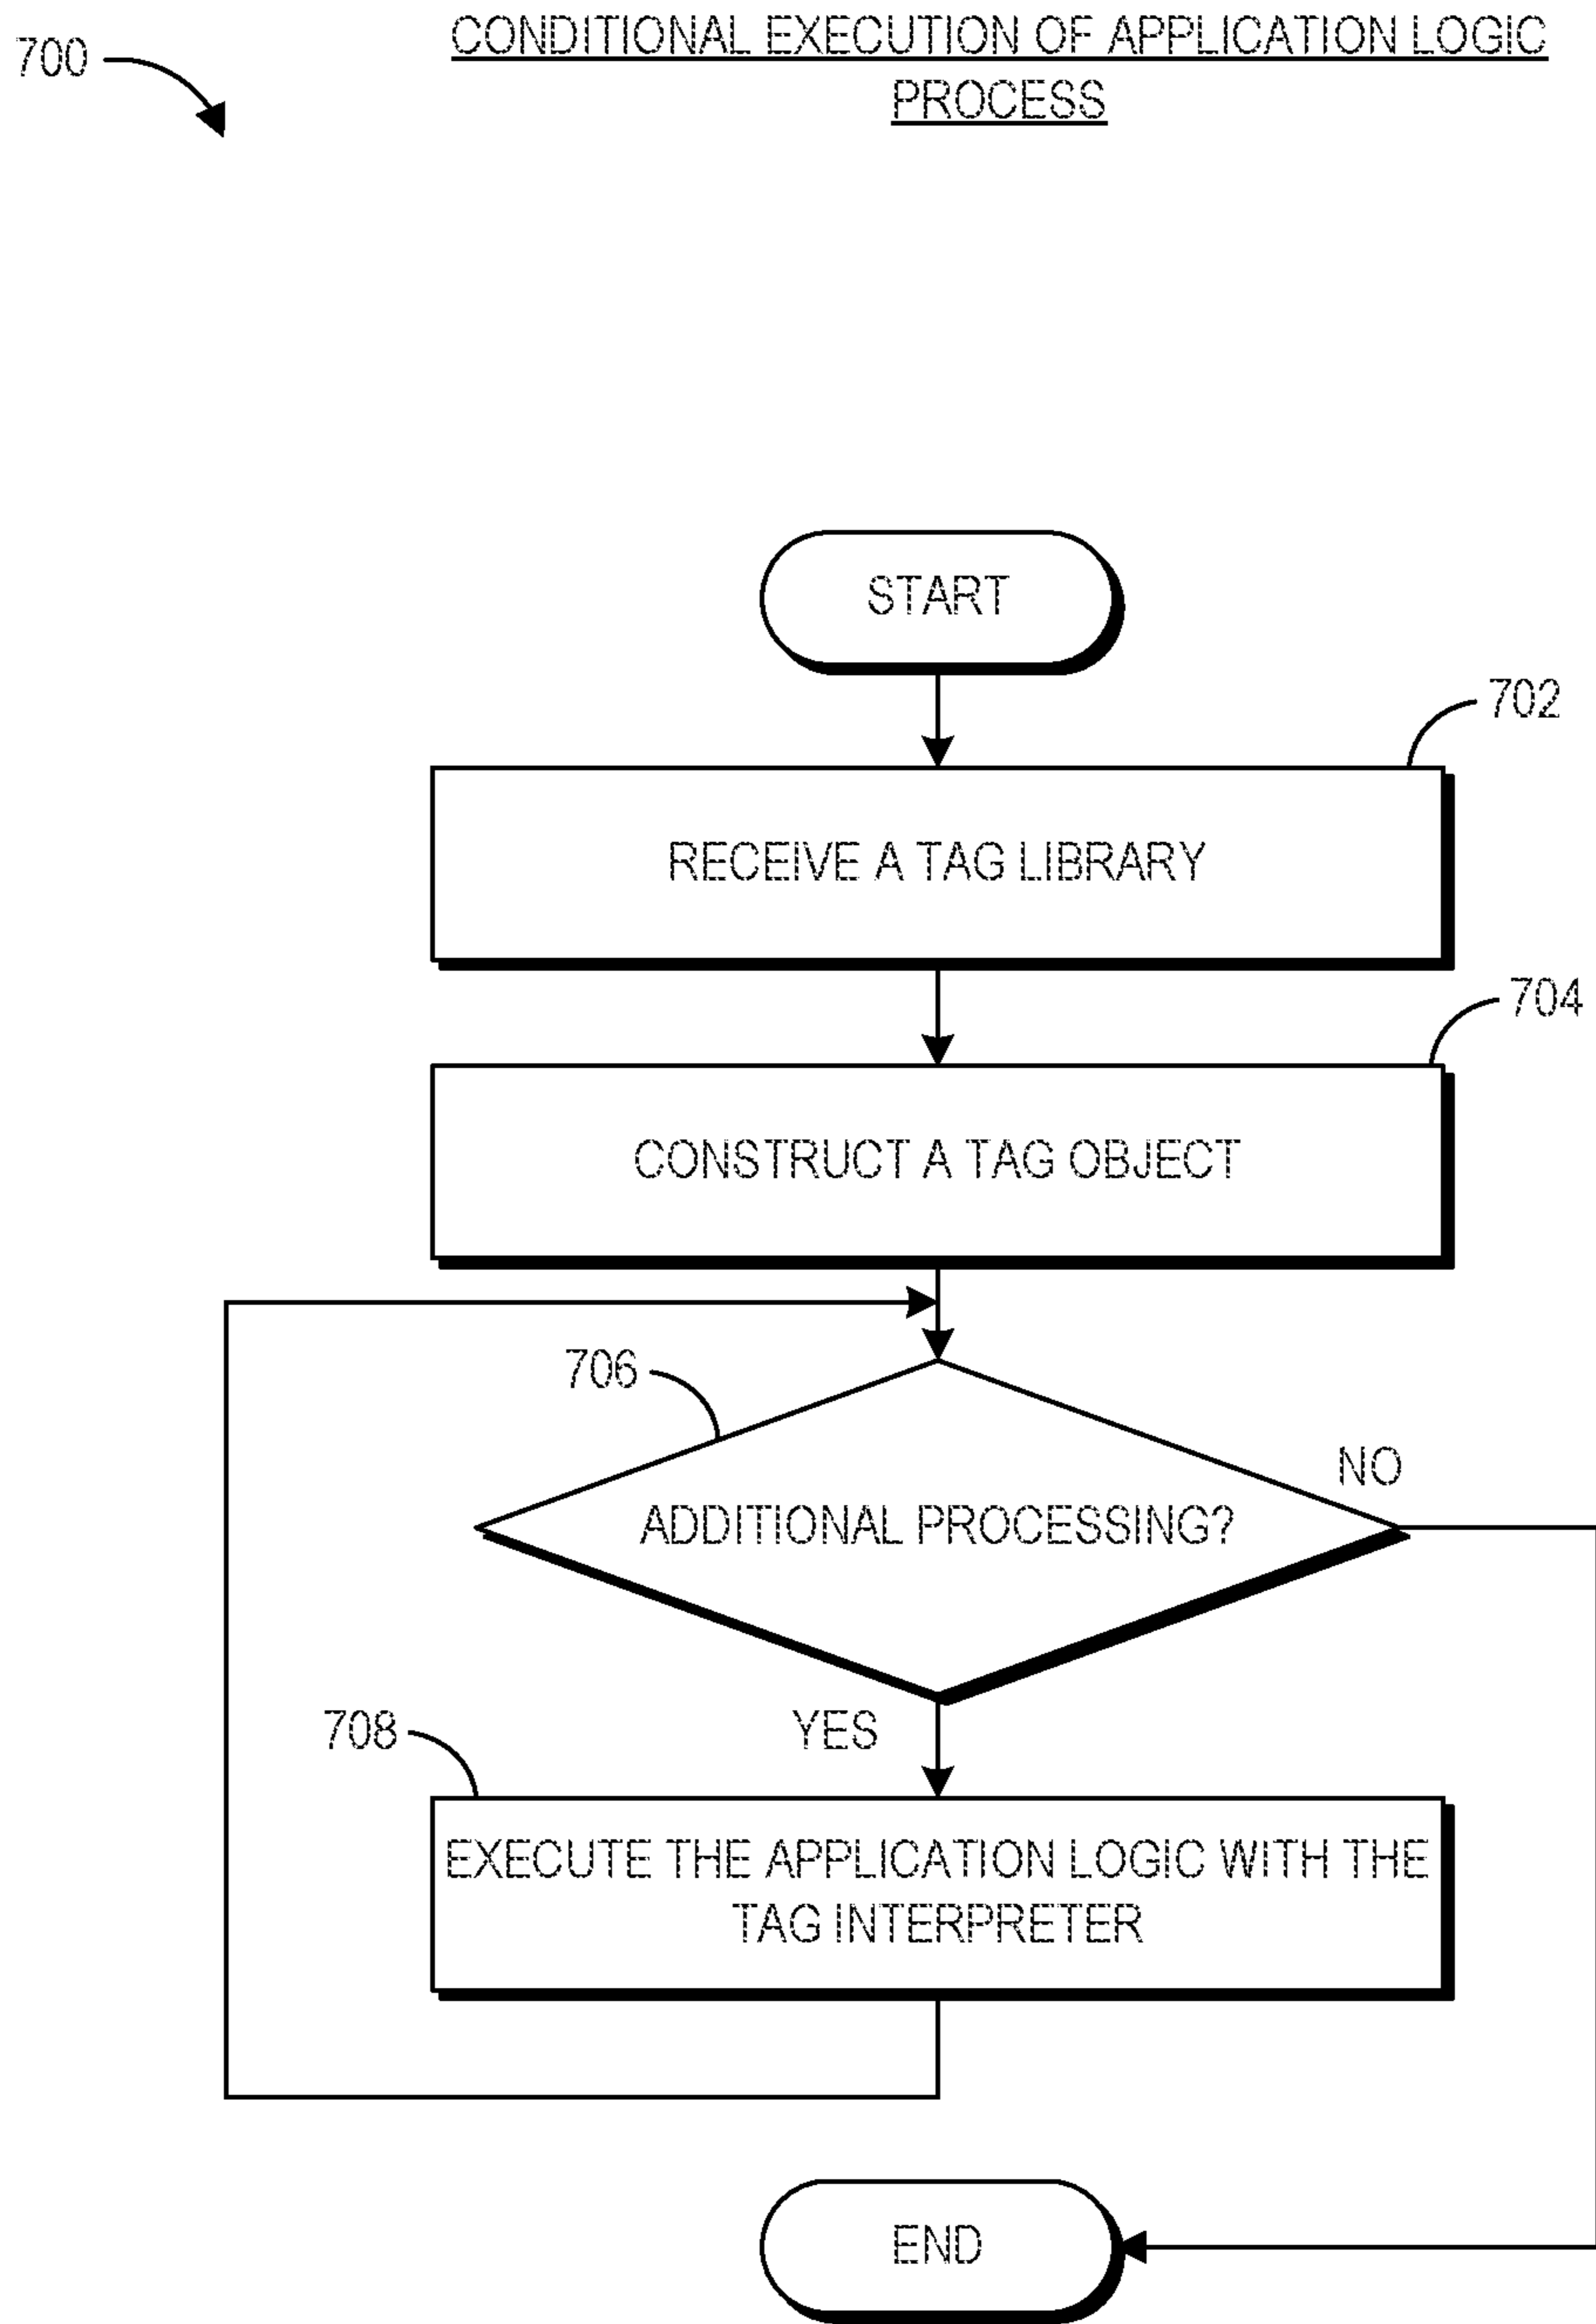 700
CONDITIONAL EXECUTION OF APPLICATION LOGIC
PROCESS
START
702
RECEIVE A TAG LIBRARY
704
CONSTRUCT A TAG OBJECT
706
NO
ADDITIONAL PROCESSING?
708
YES
EXECUTE THE APPLICATION LOGIC WITH THE
TAG INTERPRETER
END